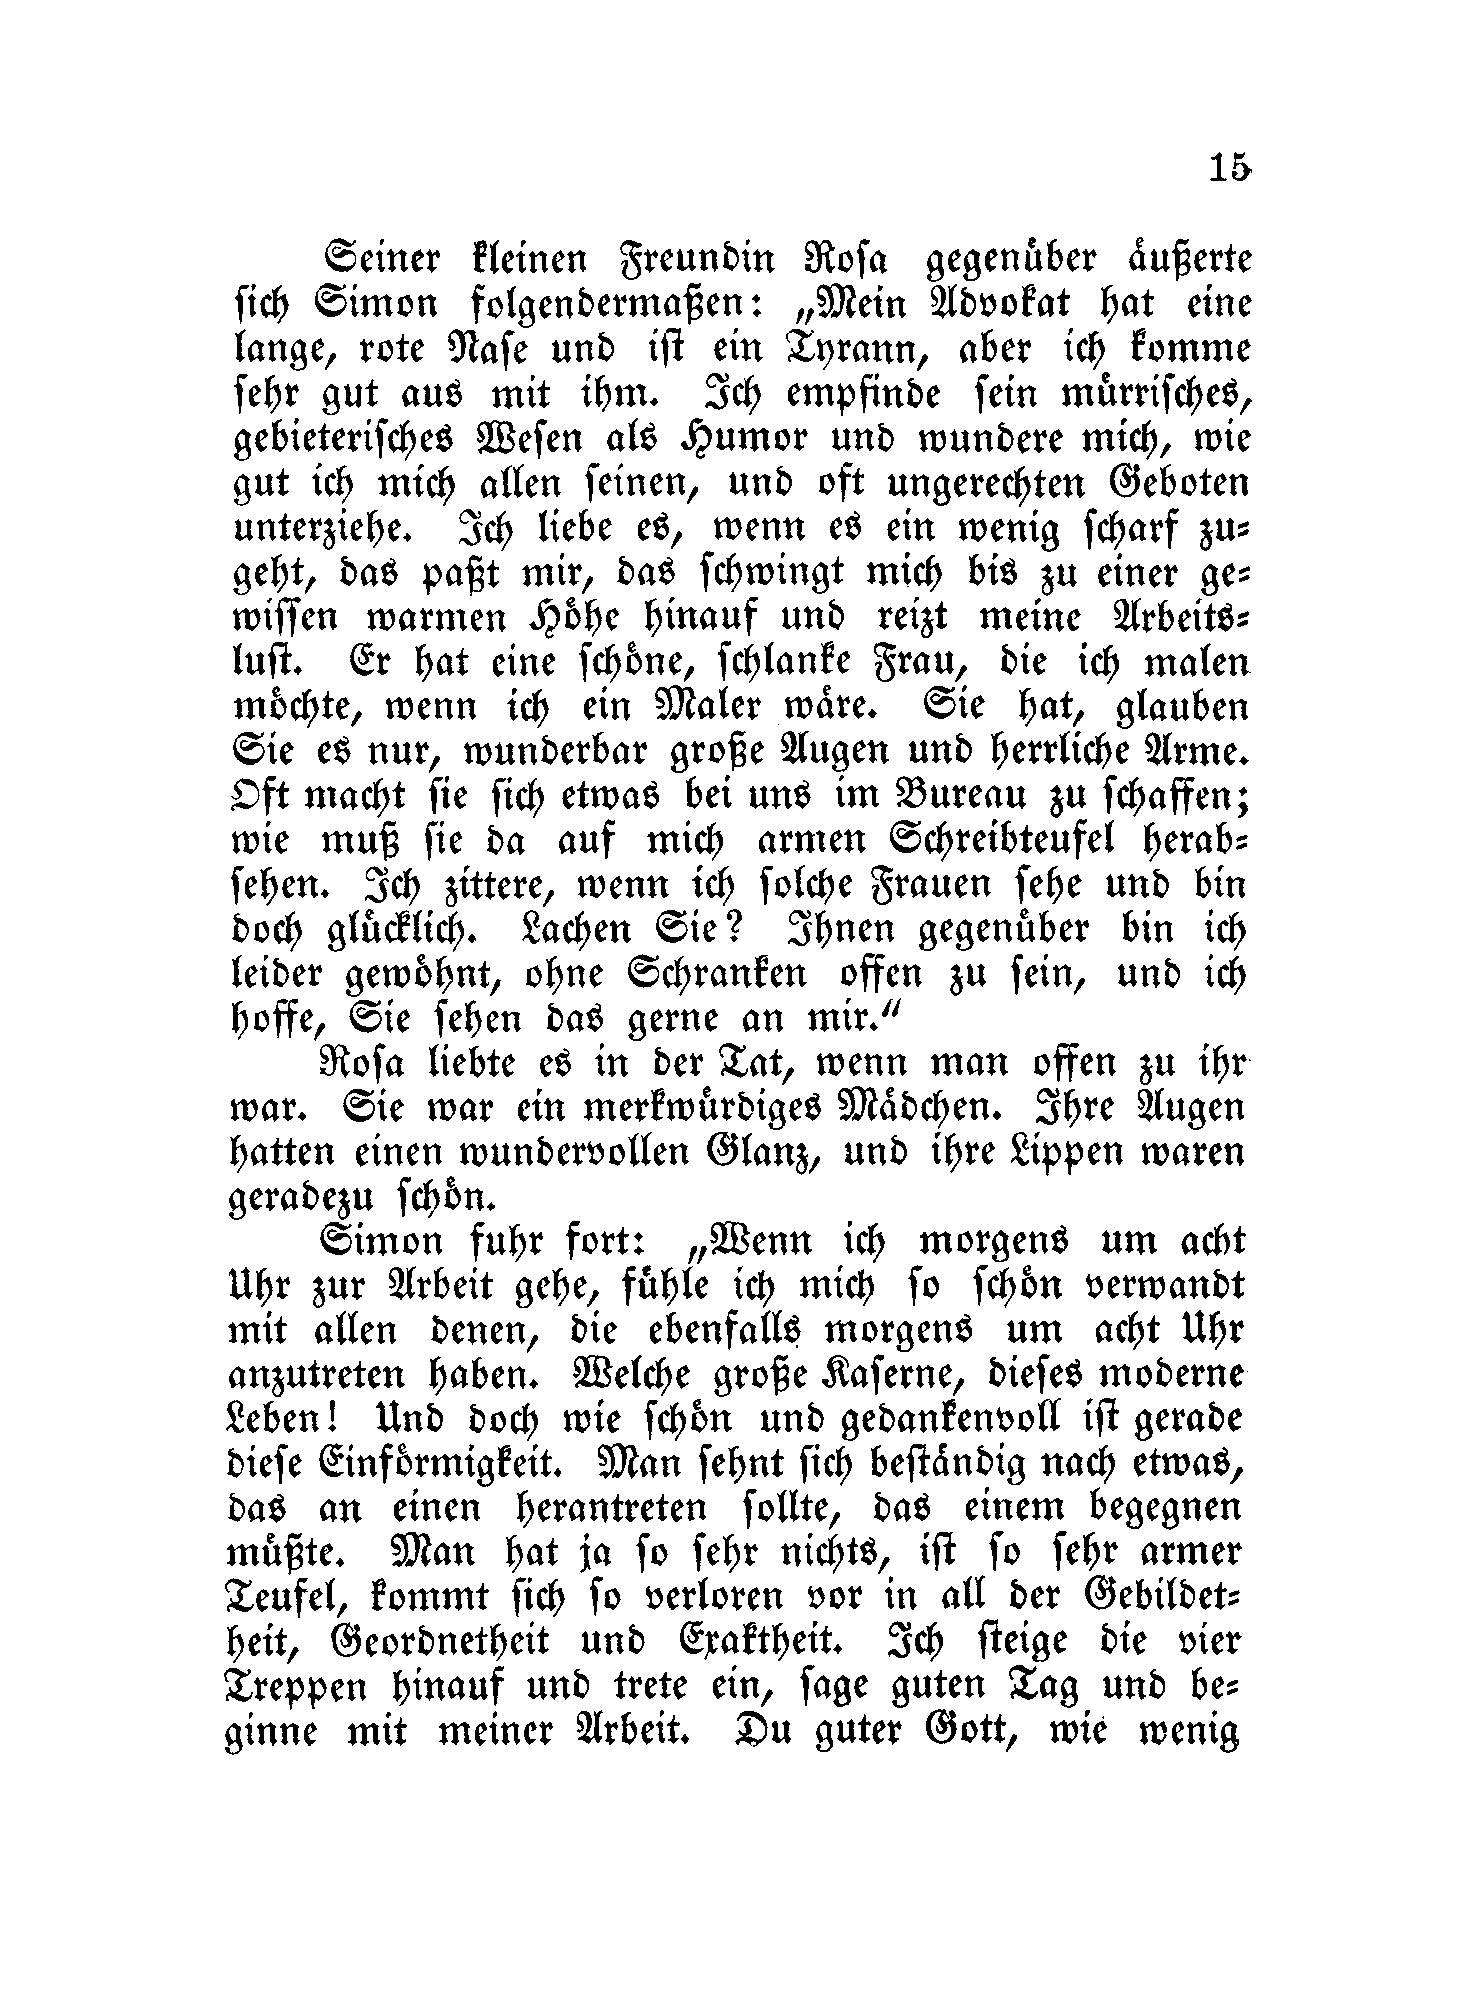 15
Seiner kleinen Freundin Rosa gegenüber äußerte
sich Simon folgendermaßen: „Mein Advokat hat eine
lange, rote Nase und ist ein Tyrann, aber ich komme
sehr gut aus mit ihm. Ich empfinde sein mürrisches,
gebieterisches Wesen als Humor und wundere mich, wie
gut ich mich allen seinen, und oft ungerechten Geboten
unterziehe. Ich liebe es, wenn es ein wenig scharf zu-
geht, das paßt mir, das schwingt mich bis zu einer ge-
wissen warmen Höhe hinauf und reizt meine Arbeits-
lust. Er hat eine schöne, schlanke Frau, die ich malen
möchte, wenn ich ein Maler wäre. Sie hat, glauben
Sie es nur, wunderbar große Augen und herrliche Arme.
Oft macht sie sich etwas bei uns im Bureau zu schaffen;
wie muß sie da auf mich armen Schreibteufel herab-
sehen. Ich zittere, wenn ich solche Frauen sehe und bin
doch glücklich. Lachen Sie? Ihnen gegenüber bin ich
leider gewöhnt, ohne Schranken offen zu sein, und ich
hoffe, Sie sehen das gerne an mir.“
Rosa liebte es in der Tat, wenn man offen zu ihr
war. Sie war ein merkwürdiges Mädchen. Ihre Augen
hatten einen wundervollen Glanz, und ihre Lippen waren
geradezu schön.
Simon fuhr fort: „Wenn ich morgens um acht
Uhr zur Arbeit gehe, fühle ich mich so schön verwandt
mit allen denen, die ebenfalls morgens um acht Uhr
anzutreten haben. Welche große Kaserne, dieses moderne
Leben! Und doch wie schön und gedankenvoll ist gerade
diese Einförmigkeit. Man sehnt sich beständig nach etwas,
das an einen herantreten sollte, das einem begegnen
müßte. Man hat ja so sehr nichts, ist so sehr armer
Teufel, kommt sich so verloren vor in all der Gebildet-
heit, Geordnetheit und Exaktheit. Ich steige die vier
Treppen hinauf und trete ein, sage guten Tag und be-
ginne mit meiner Arbeit. Du guter Gott, wie wenig